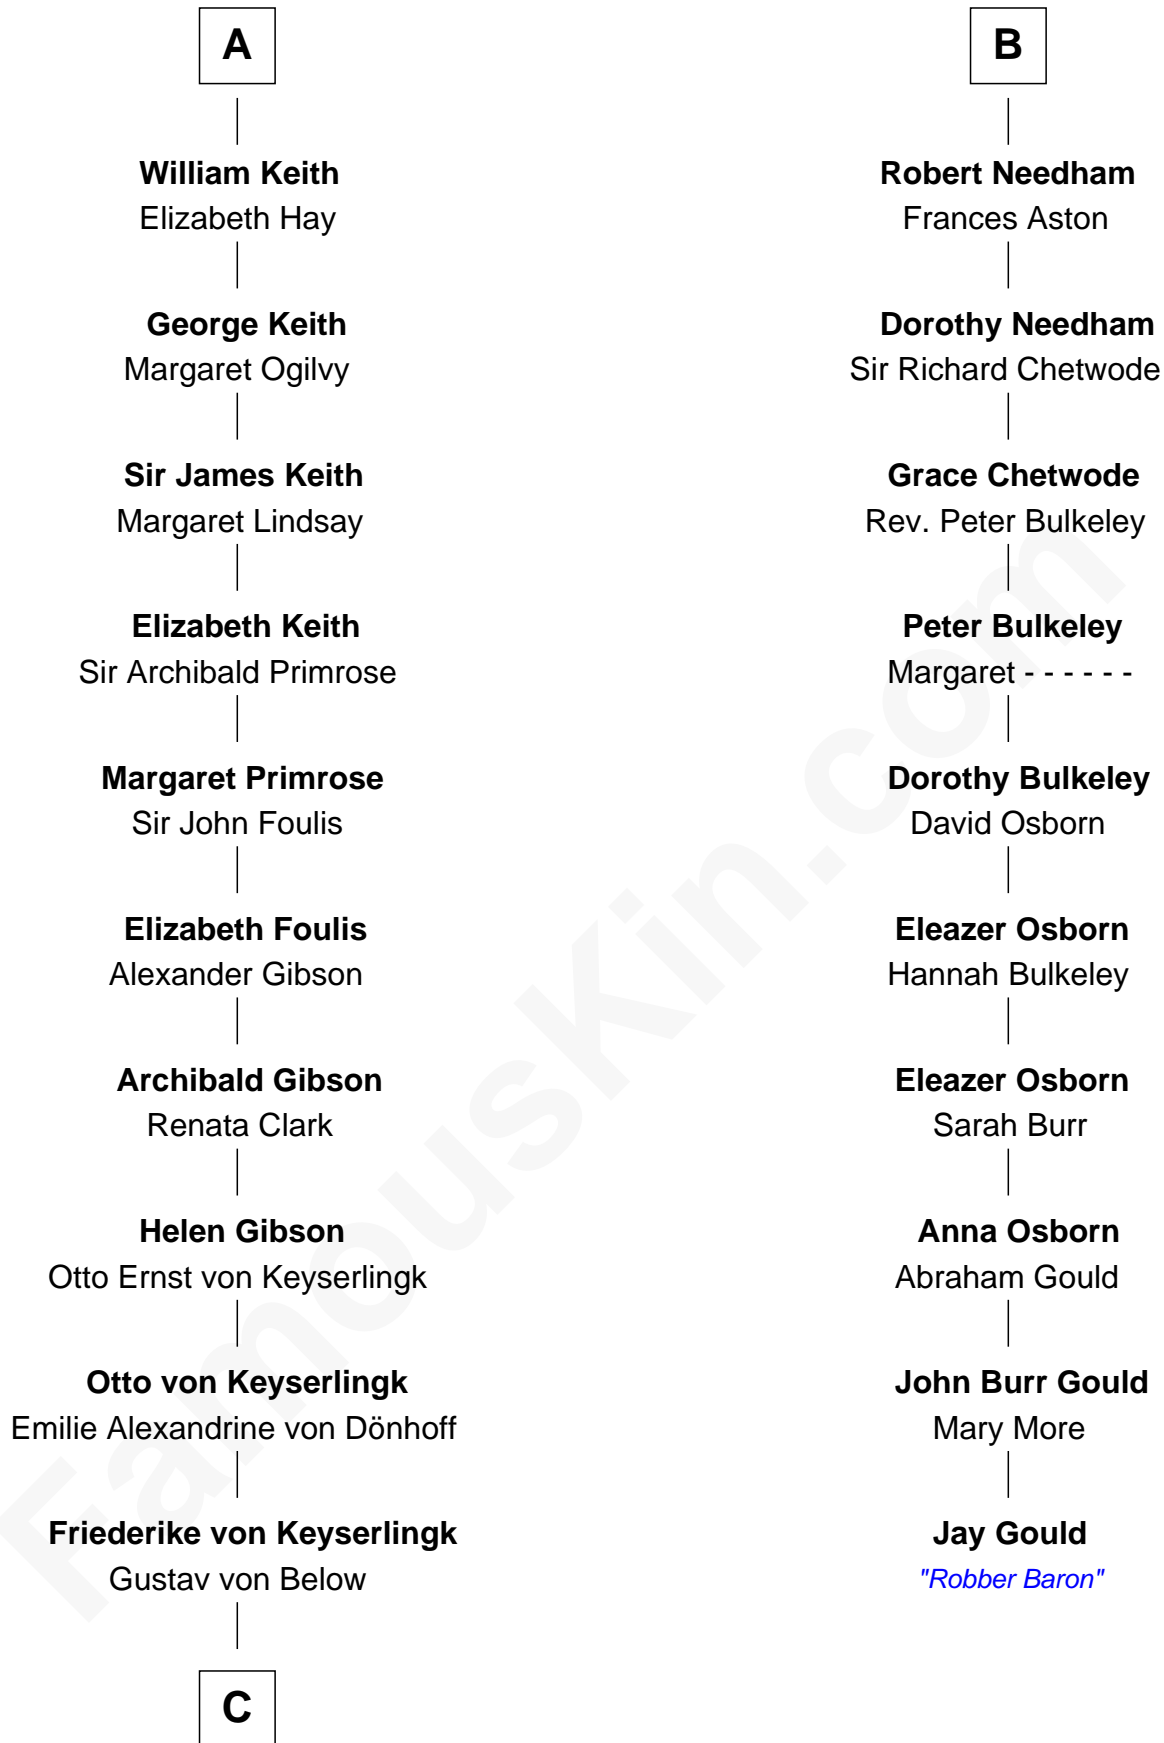 A
William Keith
Elizabeth Hay
George Keith
Margaret Ogilvy
Sir James Keith
Margaret Lindsay
Elizabeth Keith
Sir Archibald Primrose
Margaret Primrose
Sir John Foulis
Elizabeth Foulis
Alexander Gibson
Archibald Gibson
Renata Clark
Helen Gibson
Otto Ernst von Keyserlingk
Otto von Keyserlingk
Emilie Alexandrine von Dönhoff
Friederike von Keyserlingk
Gustav von Below
C
B
Robert Needham
Frances Aston
Dorothy Needham
Sir Richard Chetwode
Grace Chetwode
Rev. Peter Bulkeley
Peter Bulkeley
Margaret - - - - - -
Dorothy Bulkeley
David Osborn
Eleazer Osborn
Hannah Bulkeley
Eleazer Osborn
Sarah Burr
Anna Osborn
Abraham Gould
John Burr Gould
Mary More
Jay Gould
"Robber Baron"
FamousKin.com